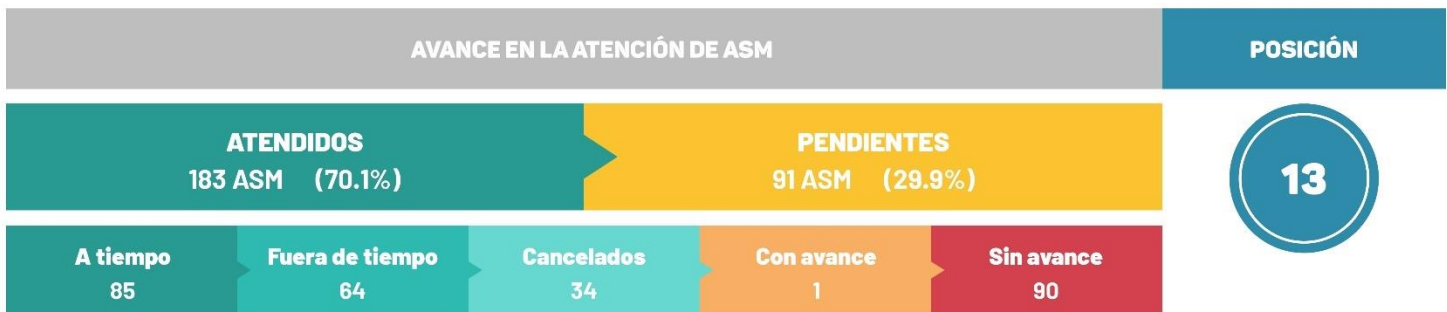 AVANCE EN LA ATENCIÓN DE ASM
POSICIÓN
ATENDIDOS
183 ASM (70.1%)
PENDIENTES
91 ASM (29.9%)
13
A tiempo
85
Fuera de tiempo
64
Cancelados
34
Con avance
1
Sin avance
90